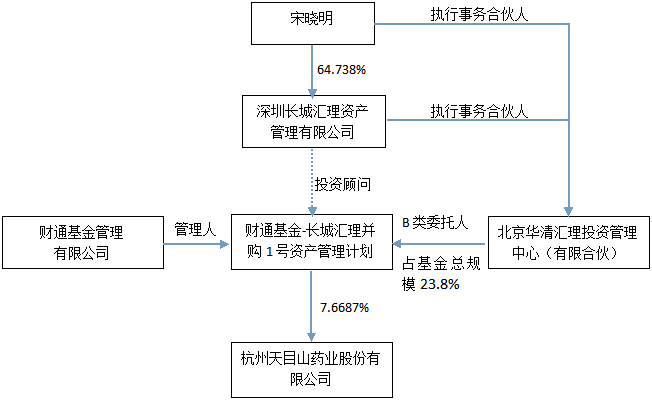 宋晓明
执行事务合伙人
64.738%
深圳长城汇理资产
管理有限公司
执行事务合伙人
投资顾问
财通基金管理
有限公司
管理人
财通基金-长城汇理并
购 1 号资产管理计划
B 类委托人
占基金总规
模 23.8%
北京华清汇理投资管理
中心（有限合伙）
7.6687%
杭州天目山药业股份有
限公司